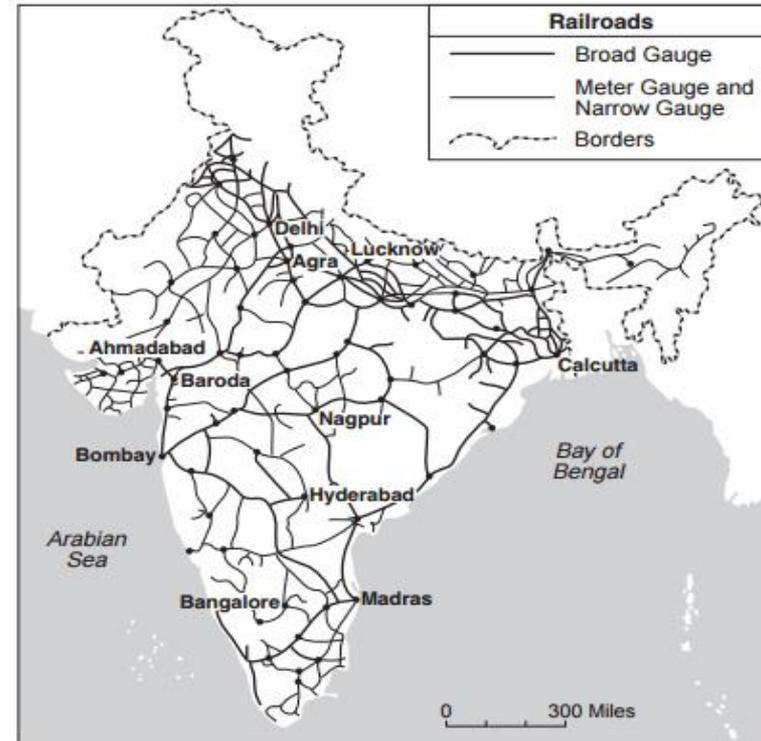 Railroads
Broad Gauge
Meter Gauge and
Narrow Gauge
Borders
Delhi
Lucknow
Agra
Ahmadabad
Calcutta
Baroda
Nagpur
Bombay
Bay of
Bengal
Hyderabad
Arabian
Sea
Bangalore
Madras
0 300 Miles